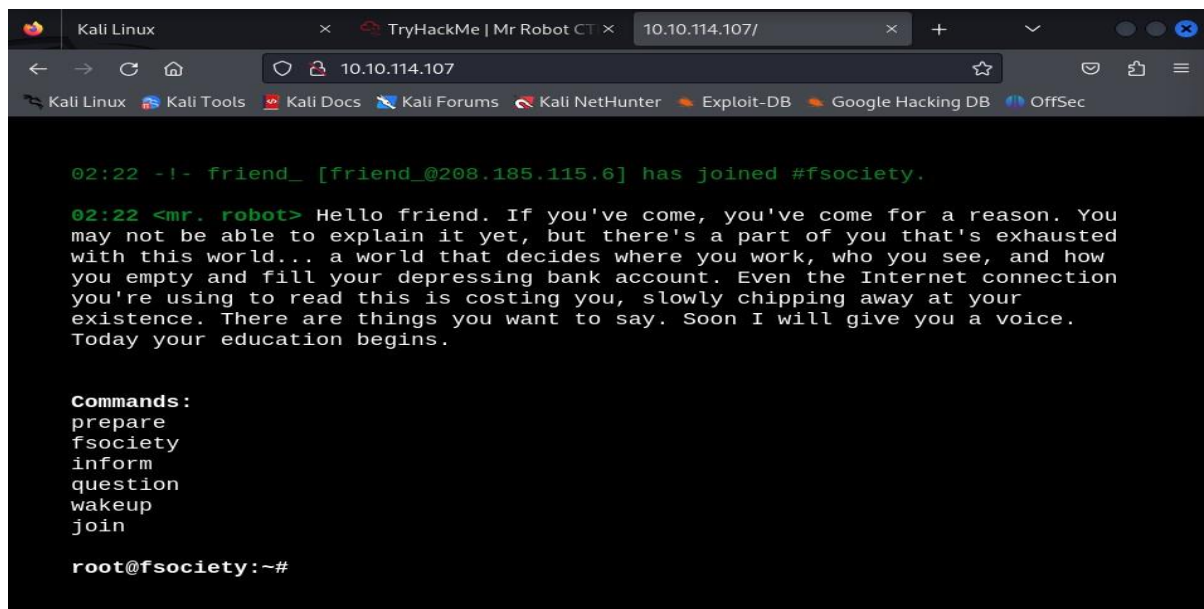 Kali Linux
TryHackMe | Mr Robot CT
10.10.114.107/
10.10.114.107
Kali Linux
Kali Tools
Kali Docs
Kali Forums
Kali NetHunter
Exploit-DB
Google Hacking DB
OffSec
02:22 -!- friend_ [friend_@208.185.115.6] has joined #fsociety.
02:22 <mr. robot> Hello friend. If you've come, you've come for a reason. You
may not be able to explain it yet, but there's a part of you that's exhausted
with this world... a world that decides where you work, who you see, and how
you empty and fill your depressing bank account. Even the Internet connection
you're using to read this is costing you, slowly chipping away at your
existence. There are things you want to say. Soon I will give you a voice.
Today your education begins.
Commands:
prepare
fsociety
inform
question
wakeup
join
root@fsociety:~#